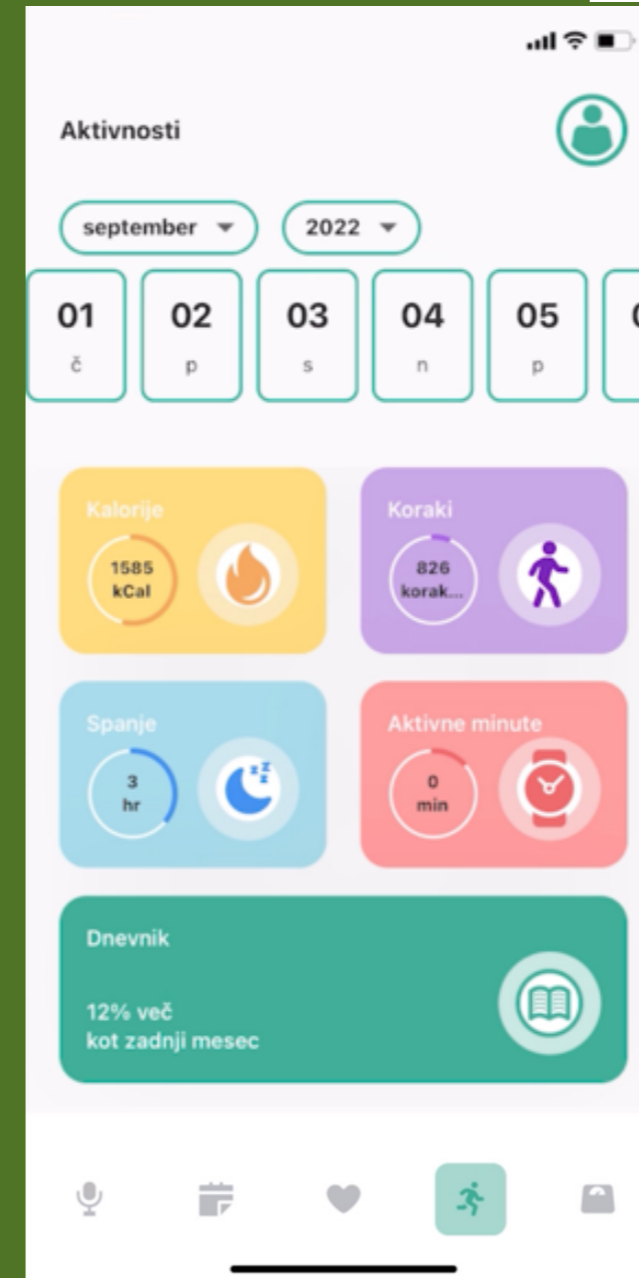 Aktivnosti
september 2022
01 02 03 04 05
č p s n p
Kalorije
1585
kCal
Koraki
826
korak...
Spanje
3
hr
Aktivne minute
0
min
Dnevnik
12% več
kot zadnji mesec